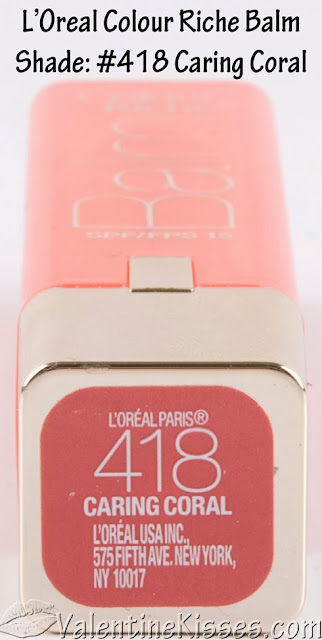 L'Oreal Colour Riche Balm
Shade: #418 Caring Coral
Balm
SPF/FPS 15
L'ORÉAL PARIS®
418
CARING CORAL
L'ORÉAL USA INC.,
575 FIFTH AVE. NEW YORK,
NY 10017
ValentineKisses.com